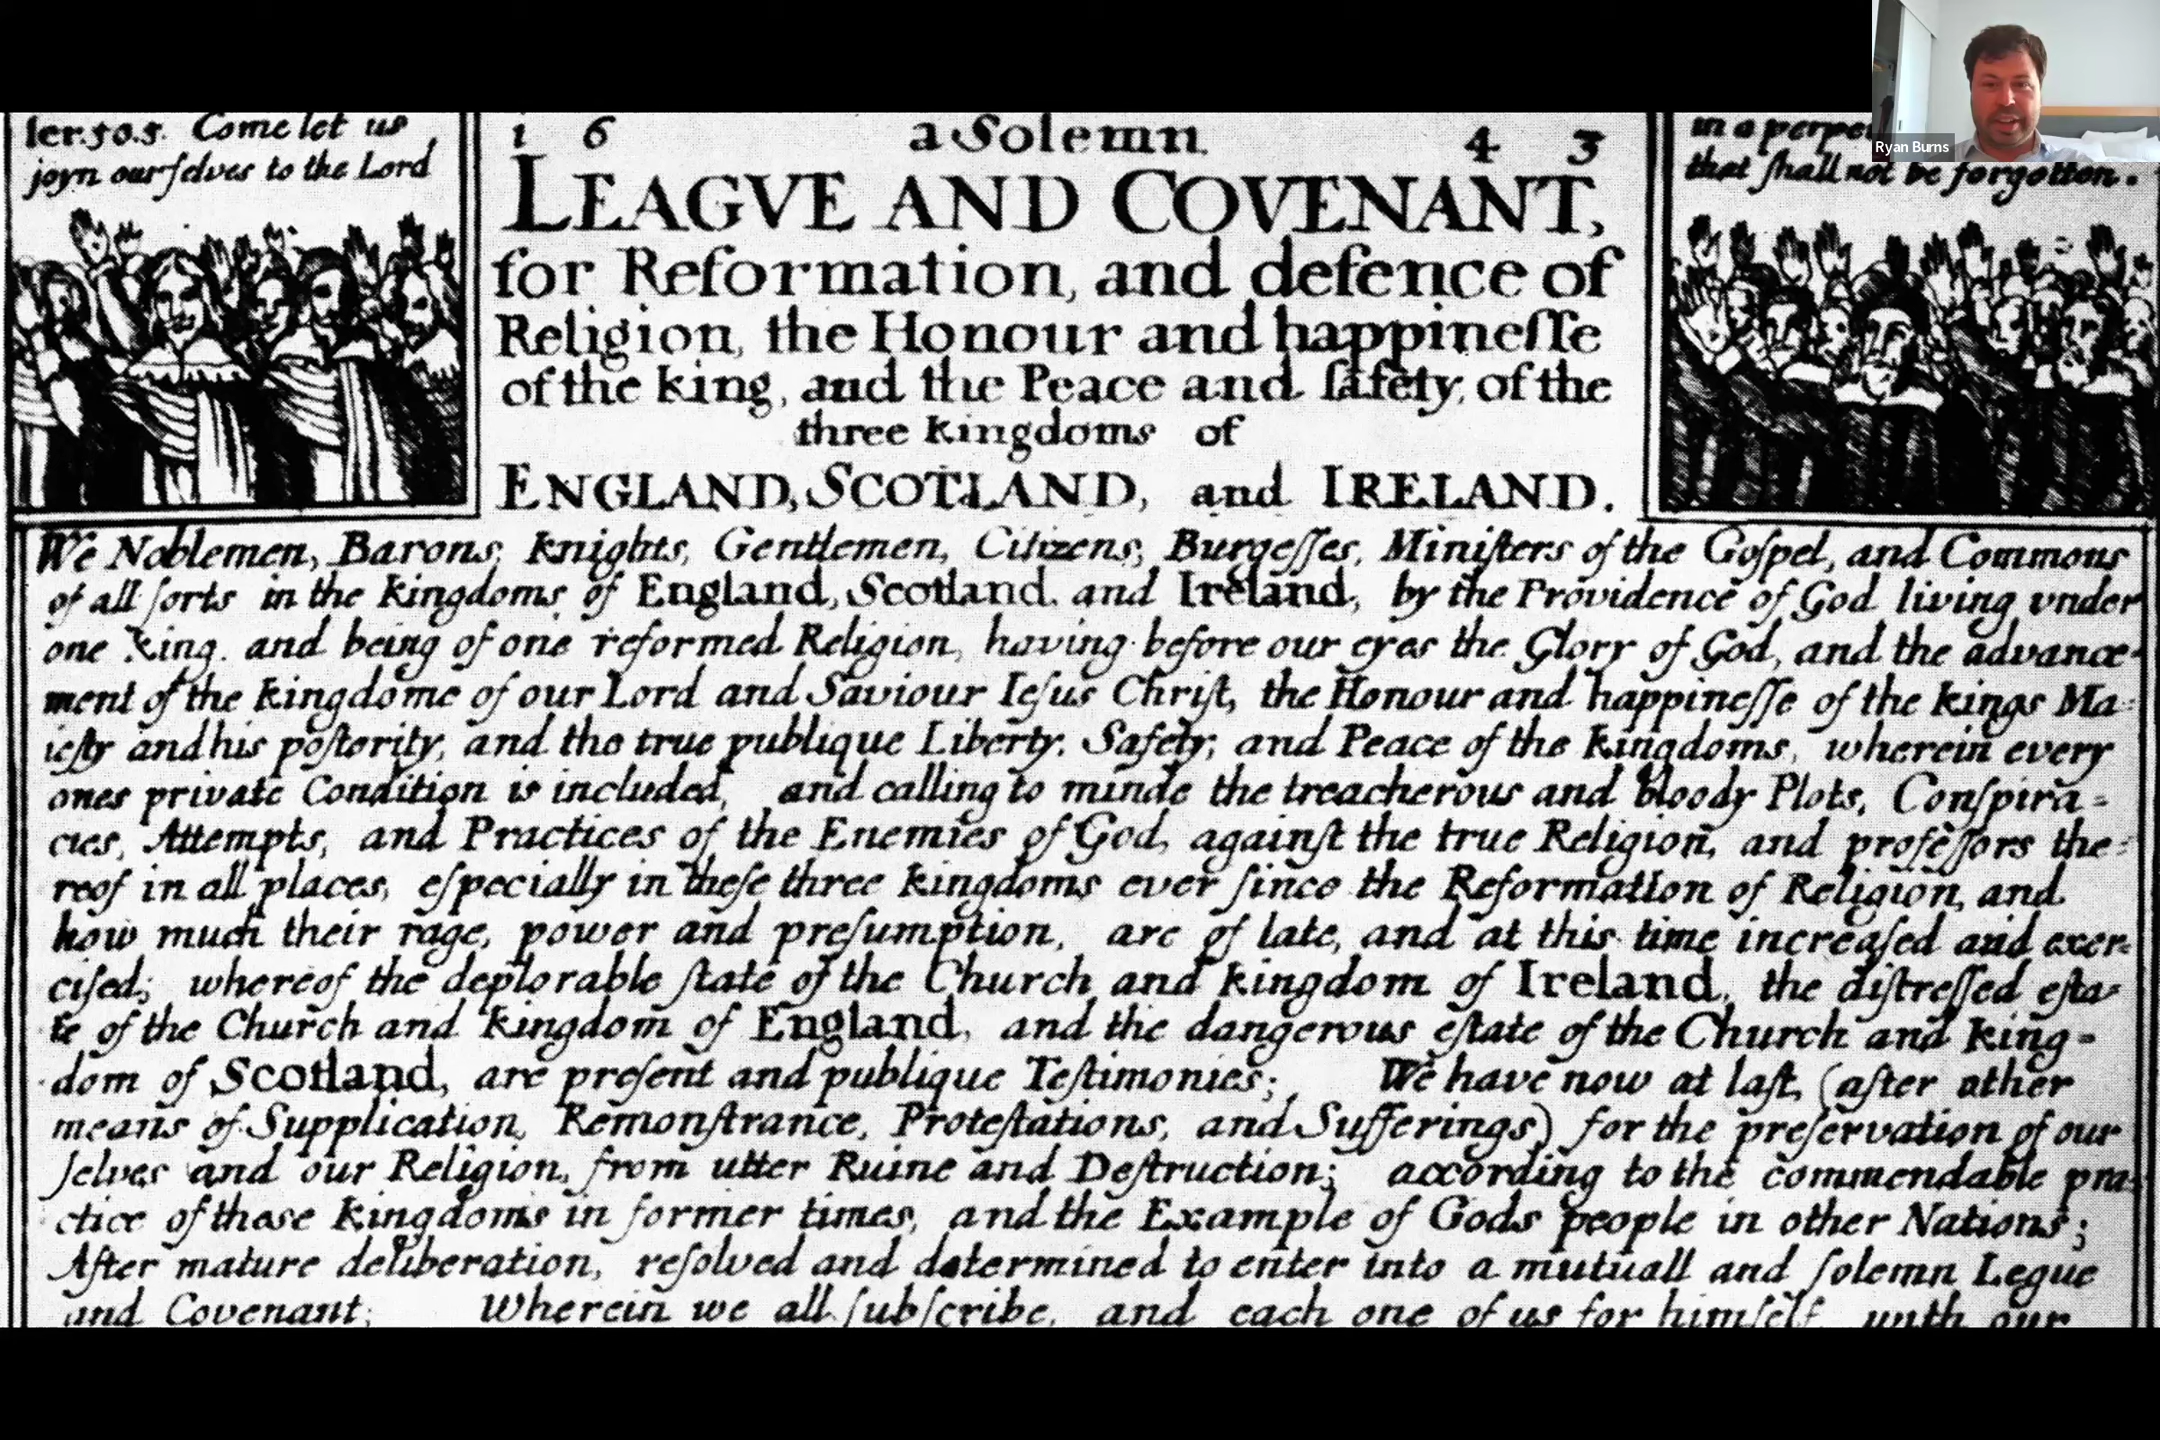 Ier. 50.5. Come let us
joyn our ſelves to the Lord
1 6 a Solemn 4 3
LEAGVE AND COVENANT,
for Reformation, and defence of
Religion, the Honour and happineſſe
of the king, and the Peace and ſafety of the
three kingdoms of
ENGLAND, SCOTLAND, and IRELAND.
in a
that ſhall not be forgotten.
Ryan Burns
We Noblemen, Barons, knights, Gentlemen, Citizens, Burgeſſes, Miniſters of the Goſpel, and Commons
of all ſorts in the kingdoms of England, Scotland, and Ireland, by the Providence of God living vnder
one king, and being of one reformed Religion, having before our eyes the Glory of God, and the advance-
ment of the kingdome of our Lord and Saviour Ieſus Chriſt, the Honour and happineſſe of the kings Ma-
ieſty and his poſterity, and the true publique Liberty, Safety, and Peace of the kingdoms, wherein every
ones private Condition is included, and calling to minde the treacherous and bloody Plots, Conſpira-
cies, Attempts, and Practices of the Enemies of God, againſt the true Religion, and profeſſors the-
reof in all places, eſpecially in theſe three kingdoms ever ſince the Reformation of Religion, and
how much their rage, power and preſumption, are of late, and at this time increaſed and exer-
ciſed; whereof the deplorable ſtate of the Church and kingdom of Ireland, the diſtreſſed eſta-
te of the Church and kingdom of England, and the dangerous eſtate of the Church and king-
dom of Scotland, are preſent and publique Teſtimonies; We have now at laſt, (after other
means of Supplication, Remonſtrance, Proteſtations, and Sufferings) for the preſervation of our
ſelves and our Religion, from utter Ruine and Deſtruction; according to the commendable pra-
ctice of theſe kingdoms in former times, and the Example of Gods people in other Nations;
After mature deliberation, reſolved and determined to enter into a mutuall and ſolemn Legue
and Covenant; Wherein we all ſubſcribe, and each one of us for himſelf, with our